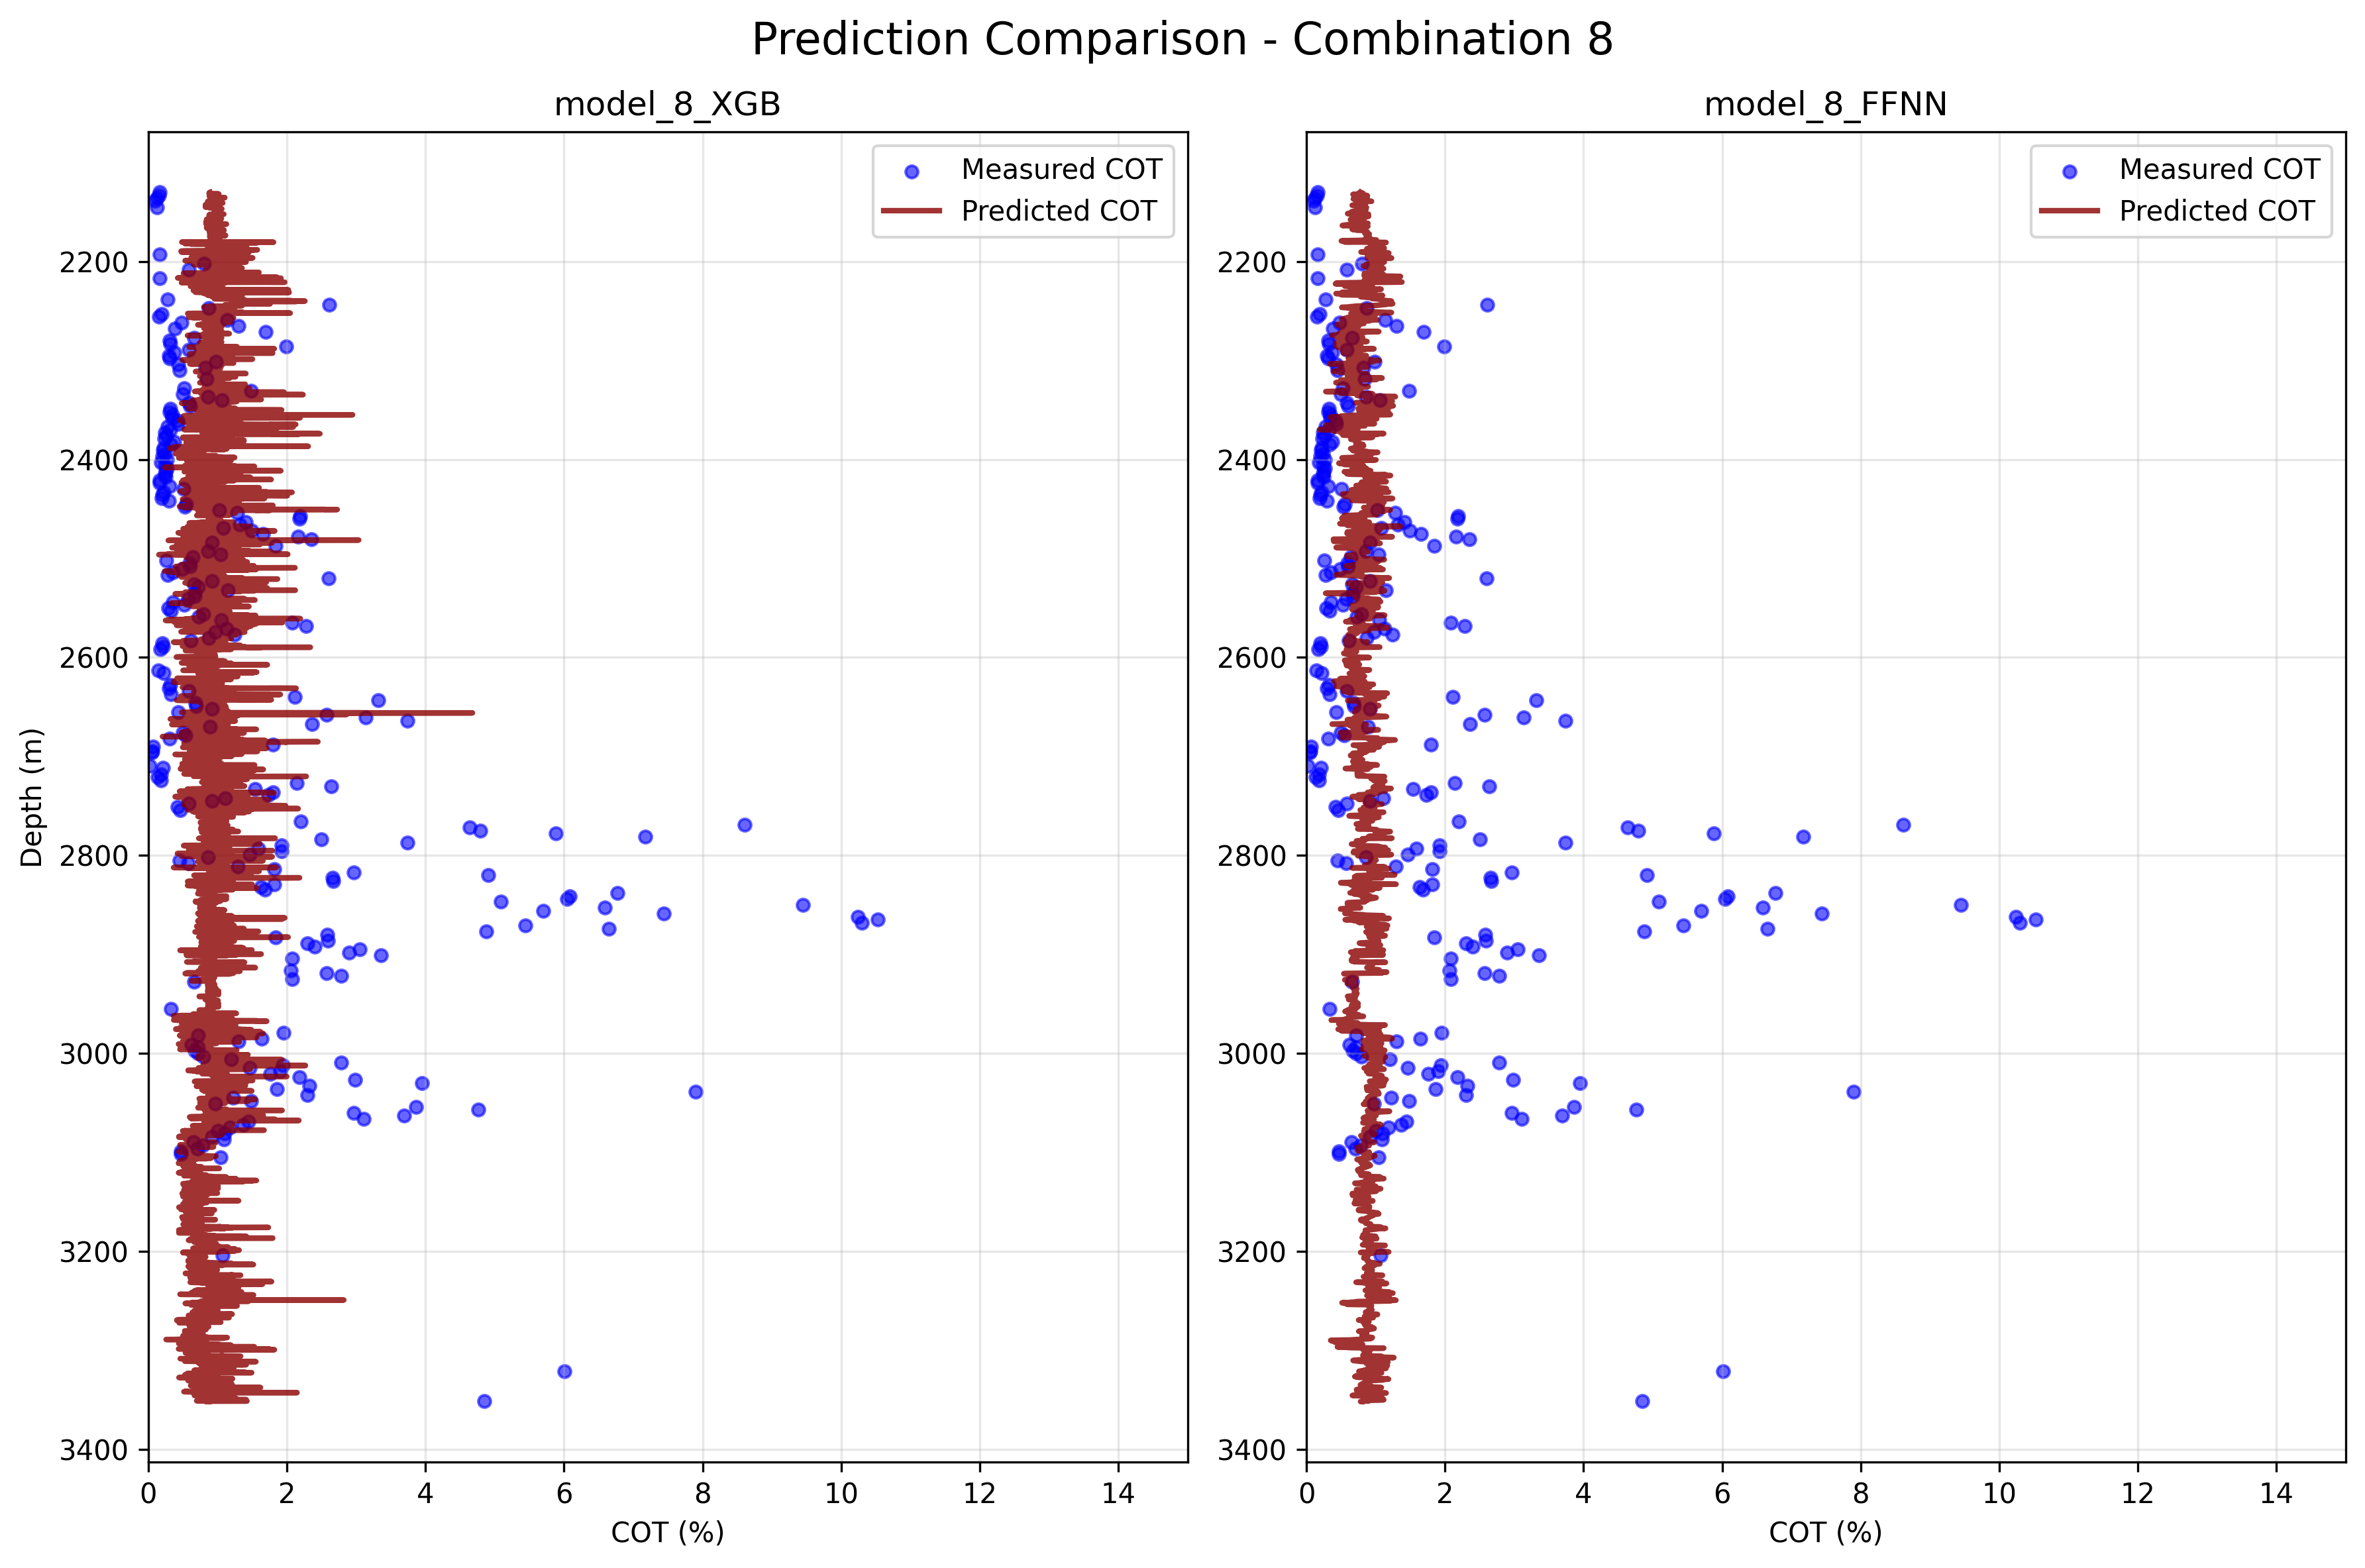 Prediction Comparison - Combination 8
model_8_XGB
Measured COT
Predicted COT
2200
2400
2600
2800
3000
3200
3400
Depth (m)
0 2 4 6 8 10 12 14
COT (%)
model_8_FFNN
Measured COT
Predicted COT
2200
2400
2600
2800
3000
3200
3400
0 2 4 6 8 10 12 14
COT (%)